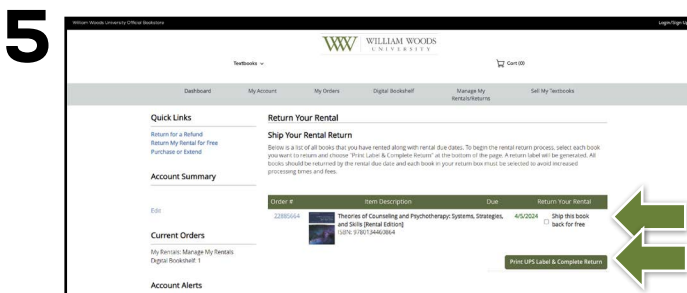 5
William Woods University Official Bookstore
Login/Sign Up
WW WILLIAM WOODS
UNIVERSITY
Textbooks
Cart (0)
Dashboard
My Account
My Orders
Digital Bookshelf
Manage My
Rentals/Returns
Sell My Textbooks
Quick Links
Return for a Refund
Return My Rental for Free
Purchase or Extend
Account Summary
Edit
Current Orders
My Rentals: Manage My Rentals
Digital Bookshelf: 1
Account Alerts
Return Your Rental
Ship Your Rental Return
Below is a list of all books that you have rented along with rental due dates. To begin the rental return process, select each book
you want to return and choose "Print Label & Complete Return" at the bottom of the page. A return label will be generated. All
books should be returned by the rental due date and each book in your return box must be selected to avoid increased
processing times and fees.
Order # Item Description Due Return Your Rental
22885664 Theories of Counseling and Psychotherapy: Systems, Strategies, 4/5/2024 Ship this book
and Skills [Rental Edition] back for free
ISBN: 9780134460864
Print UPS Label & Complete Return